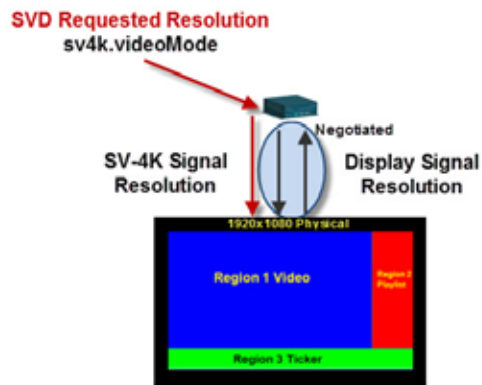 SVD Requested Resolution
sv4k.videoMode
Negotiated
SV-4K Signal
Resolution
Display Signal
Resolution
1920x1080 Physical
Region 1 Video
Region 2
Playlist
Region 3 Ticker